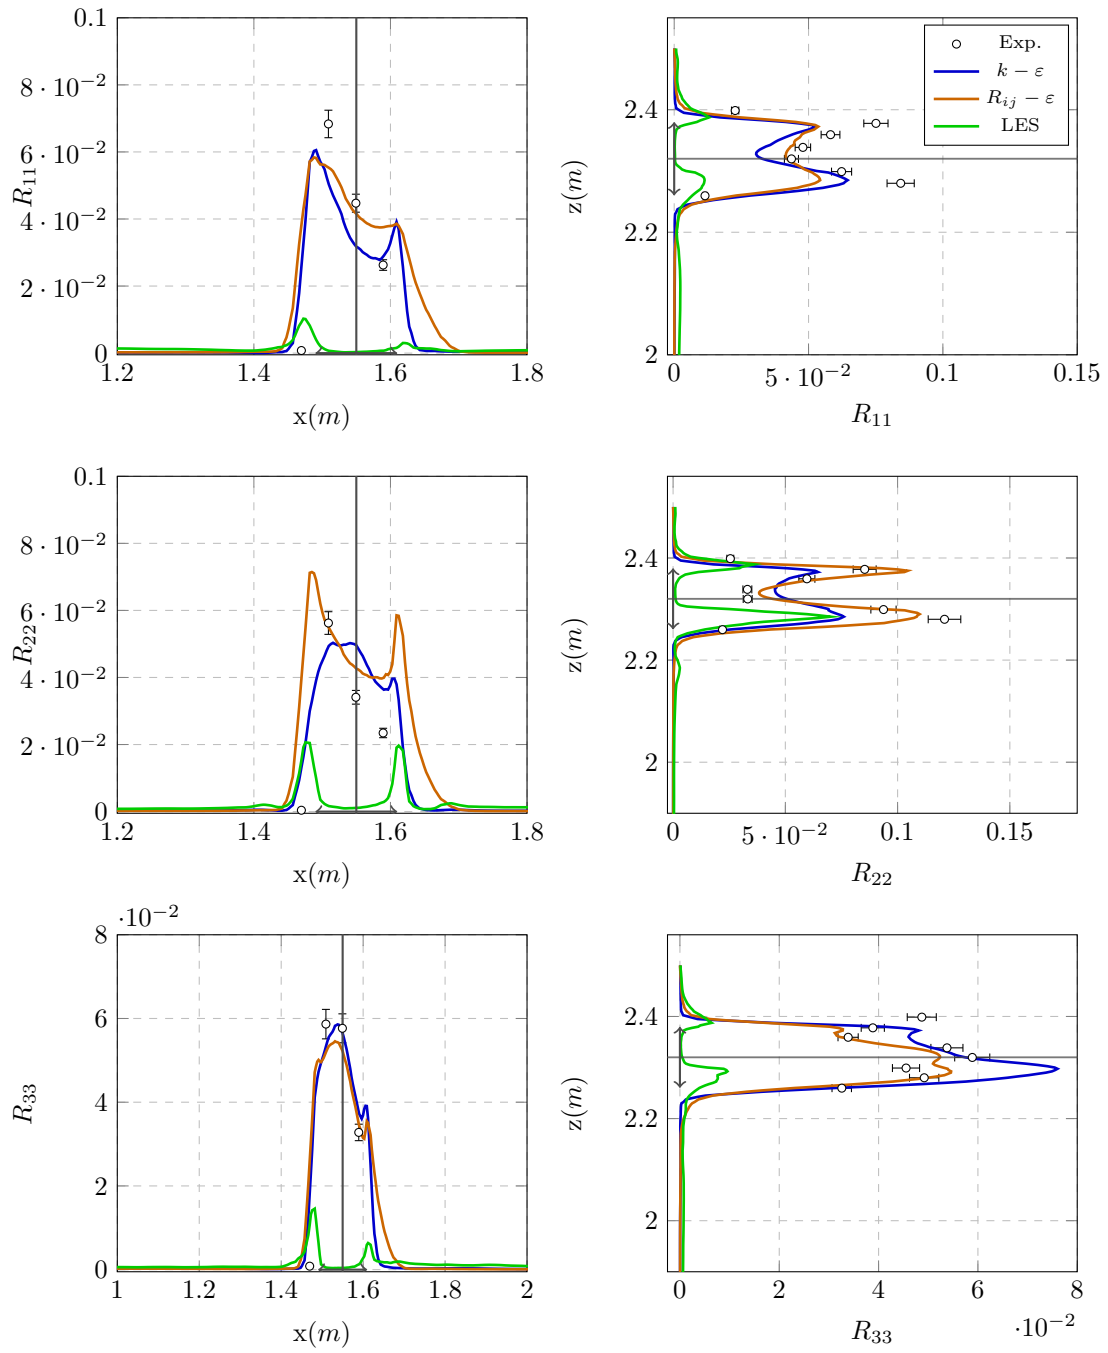 0.1
8 · 10⁻²
6 · 10⁻²
4 · 10⁻²
2 · 10⁻²
0
R₁₁
1.2 1.4 1.6 1.8
x(m)
Exp.
k − ε
Rᵢⱼ − ε
LES
2.4
2.2
2
z(m
0 5 · 10⁻² 0.1 0.15
R₁₁
0.1
8 · 10⁻²
6 · 10⁻²
4 · 10⁻²
2 · 10⁻²
0
R₂₂
1.2 1.4 1.6 1.8
x(m)
2.4
2.2
2
z(m)
0 5 · 10⁻² 0.1 0.15
R₂₂
·10⁻²
8
6
4
2
0
R₃₃
1 1.2 1.4 1.6 1.8 2
x(m)
2.4
2.2
2
z(m)
0 2 4 6 8
·10⁻²
R₃₃